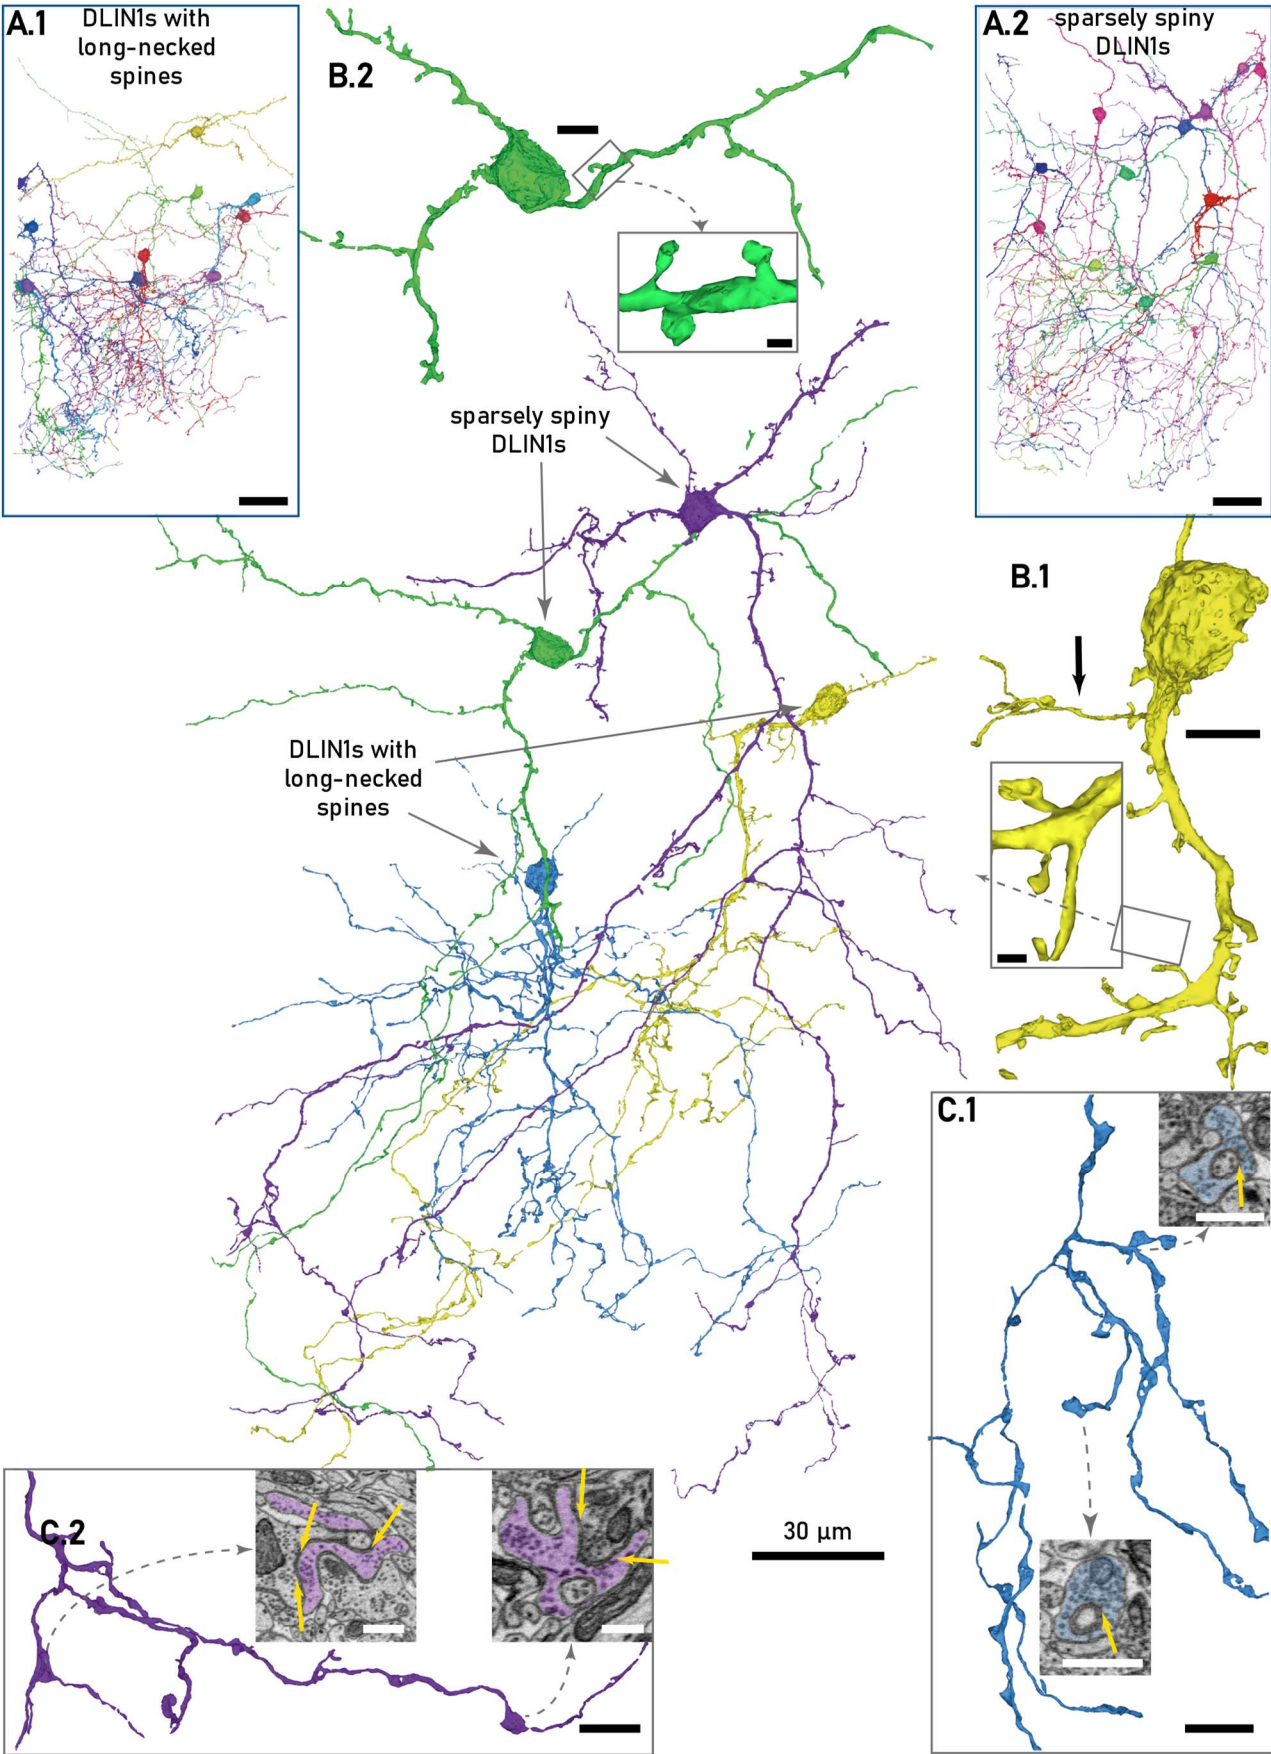 A.1
DLIN1s with
long-necked
spines
B.2
A.2
sparsely spiny
DLIN1s
sparsely spiny
DLIN1s
B.1
DLIN1s with
long-necked
spines
C.1
C.2
30 µm